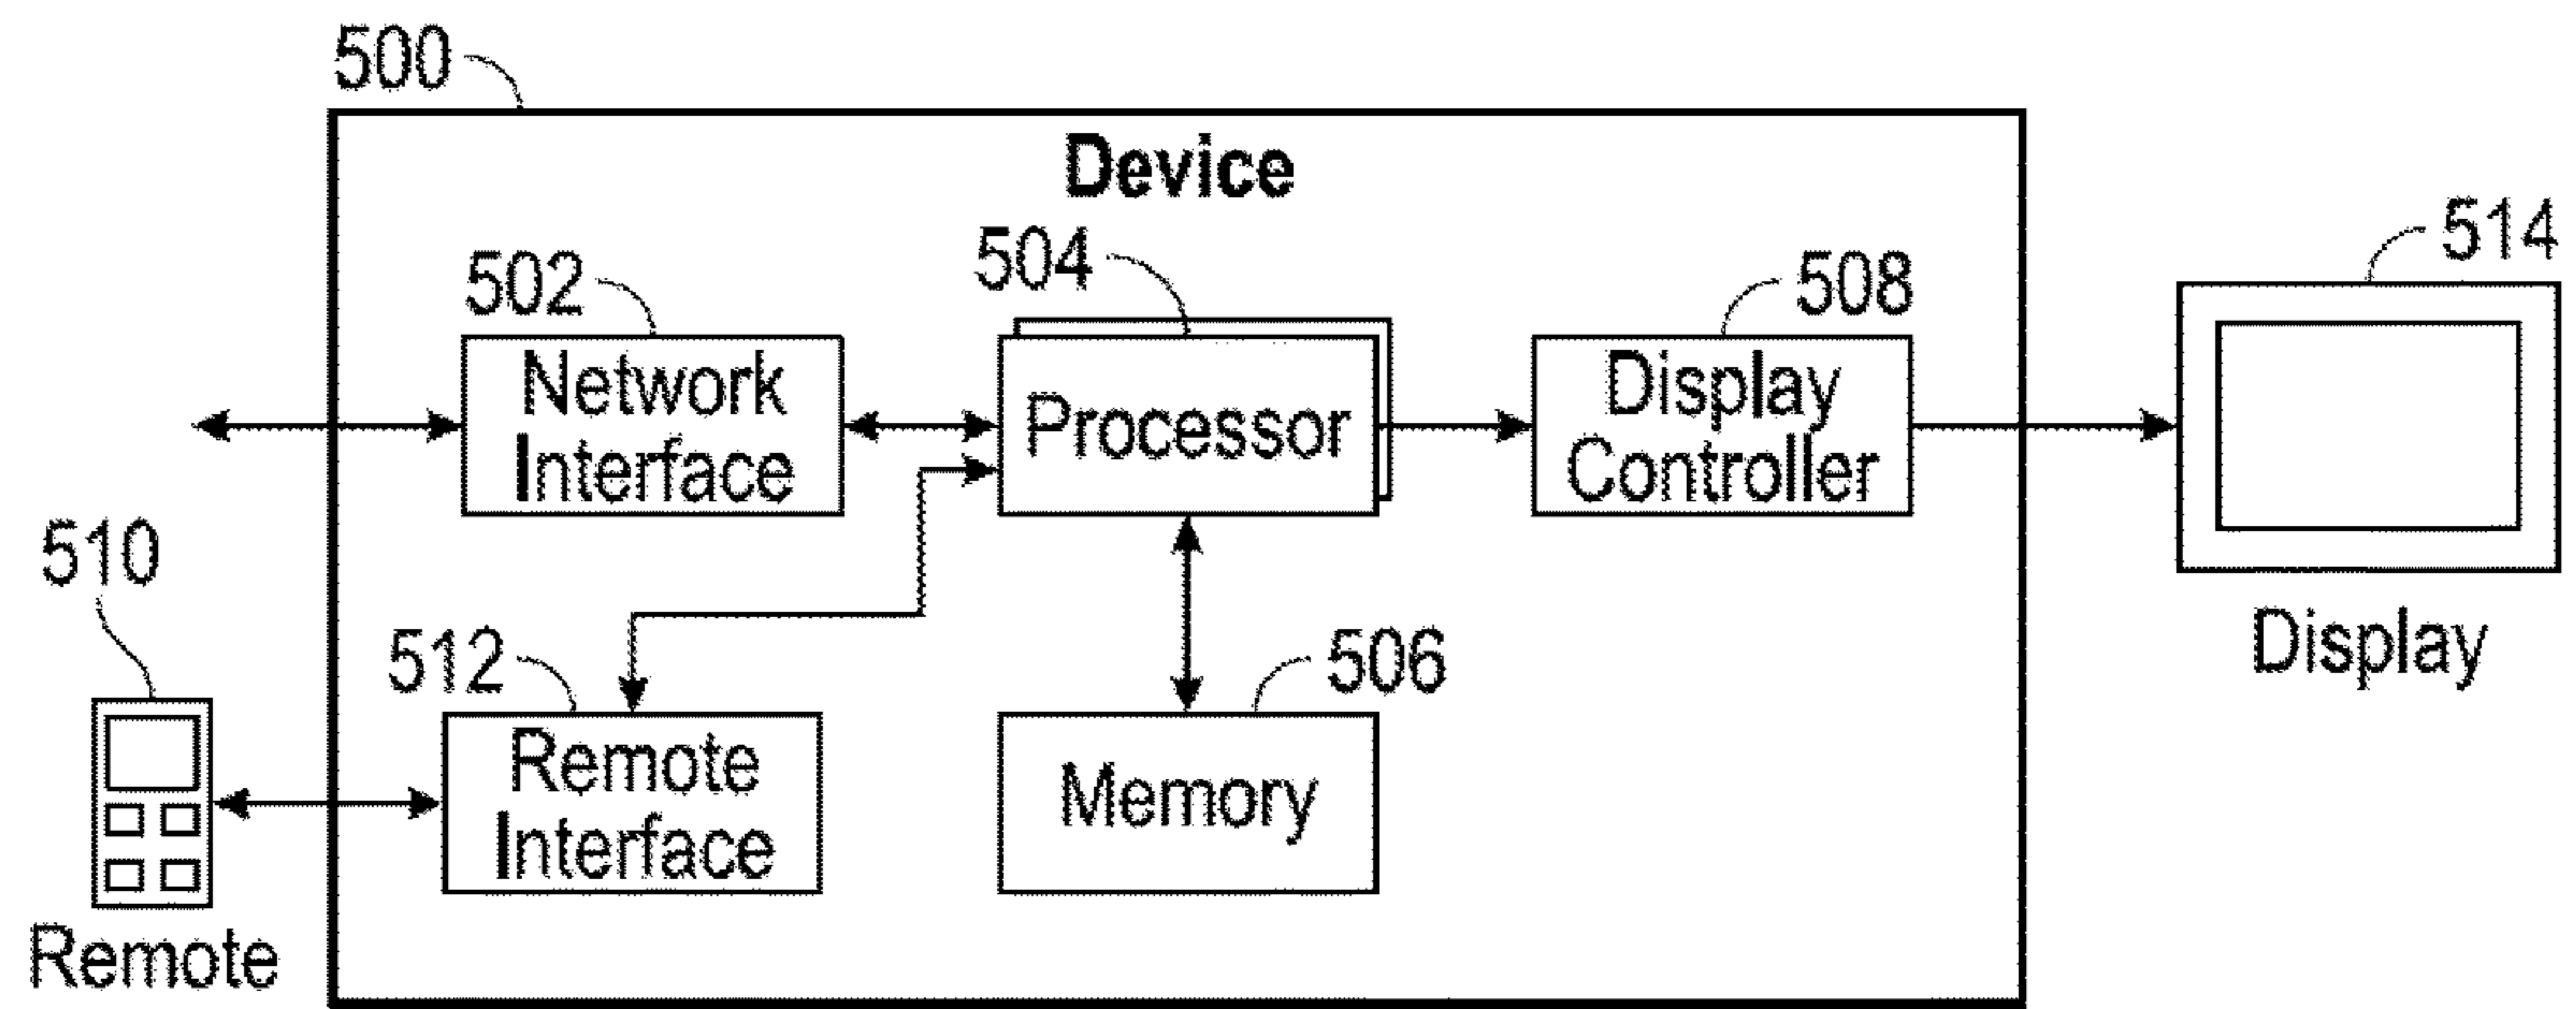 500
Device
502
504
508
514
Network
Interface
Processor
Display
Controller
510
512
506
Display
Remote
Interface
Memory
Remote